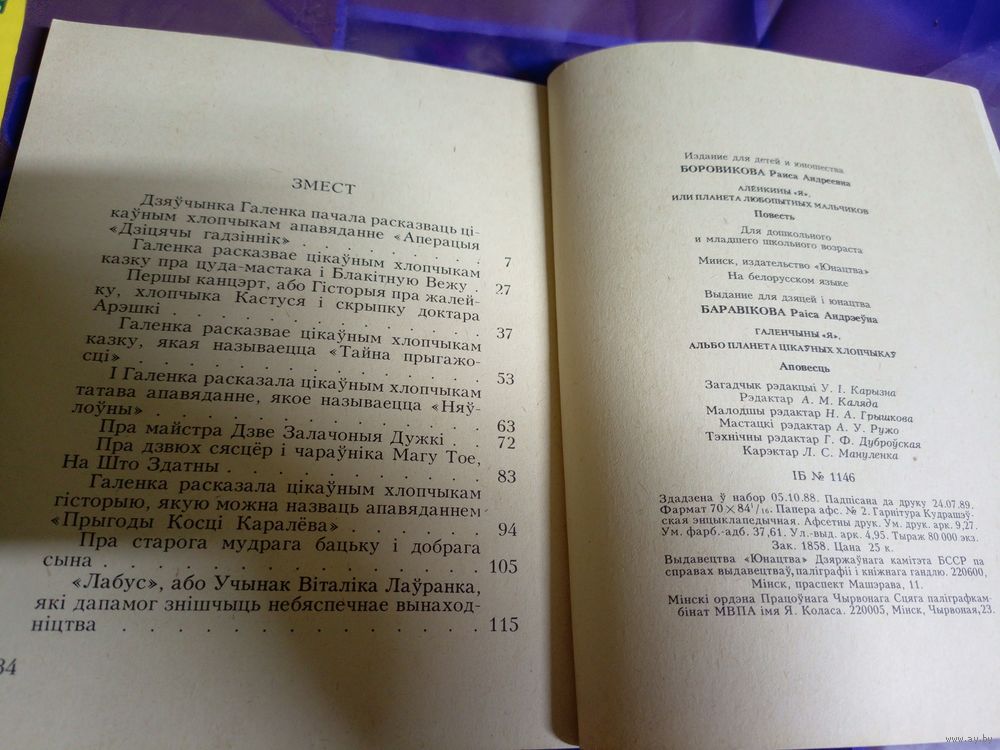 ЗМЕСТ
Дзяўчынка Галенка пачала расказваць ці-
каўным хлопчыкам апавяданне «Аперацыя
«Дзіцячы гадзіннік» . . . . . . . 7
Галенка расказвае цікаўным хлопчыкам
казку пра цуда-мастака і Блакітную Вежу . 27
Першы канцэрт, або Гісторыя пра жалей-
ку, хлопчыка Кастуся і скрыпку доктара
Арэшкі . . . . . . . . . . . 37
Галенка расказвае цікаўным хлопчыкам
казку, якая называецца «Тайна прыгажо-
сці» . . . . . . . . . . . . 53
І Галенка расказала цікаўным хлопчыкам
татава апавяданне, якое называецца «Няў-
лоўны» . . . . . . . . . . . 63
Пра майстра Дзве Залачоныя Дужкі . . 72
Пра дзвюх сясцёр і чараўніка Магу Тое,
На Што Здатны . . . . . . . . . 83
Галенка расказала цікаўным хлопчыкам
гісторыю, якую можна назваць апавяданнем
«Прыгоды Косці Каралёва» . . . . . 94
Пра старога мудрага бацьку і добрага
сына . . . . . . . . . . . . 105
«Лабус», або Учынак Віталіка Лаўранка,
які дапамог знішчыць небяспечнае вынаход-
ніцтва . . . . . . . . . . . 115
34
Издание для детей и юношества
БОРОВИКОВА Раиса Андреевна
АЛЁНКИНЫ «Я»,
ИЛИ ПЛАНЕТА ЛЮБОПЫТНЫХ МАЛЬЧИКОВ
Повесть
Для дошкольного
и младшего школьного возраста
Минск, издательство «Юнацтва»
На белорусском языке
Выданне для дзяцей і юнацтва
БАРАВІКОВА Раіса Андрэеўна
ГАЛЕНЧЫНЫ «Я»,
АЛЬБО ПЛАНЕТА ЦІКАЎНЫХ ХЛОПЧЫКАЎ
Аповесць
Загадчык рэдакцыі У. І. Карызна
Рэдактар А. М. Каляда
Малодшы рэдактар Н. А. Грышкова
Мастацкі рэдактар А. У. Ружо
Тэхнічны рэдактар Г. Ф. Дуброўская
Карэктар Л. С. Мануленка
ІБ № 1146
Здадзена ў набор 05.10.88. Падпісана да друку 24.07.89.
Фармат 70 × 84 1/16. Папера афс. № 2. Гарнітура Кудрашэў-
ская энцыклапедычная. Афсетны друк. Ум. друк. арк. 9,27.
Ум. фарб.-адб. 37,61. Ул.-выд. арк. 4,95. Тыраж 80 000 экз.
Зак. 1858. Цана 25 к.
Выдавецтва «Юнацтва» Дзяржаўнага камітэта БССР па
справах выдавецтваў, паліграфіі і кніжнага гандлю. 220600,
Мінск, праспект Машэрава, 11.
Мінскі ордэна Працоўнага Чырвонага Сцяга паліграфкам-
бінат МВПА імя Я. Коласа. 220005, Мінск, Чырвоная, 23.
www.ay.by